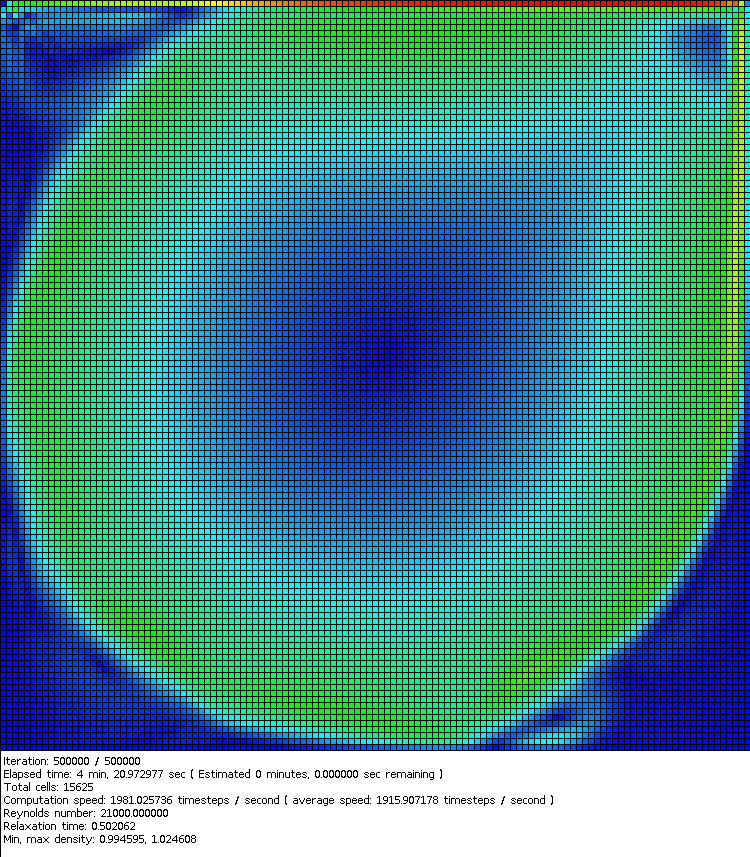 Iteration: 500000 / 500000
Elapsed time: 4 min, 20.972977 sec ( Estimated 0 minutes, 0.000000 sec remaining )
Total cells: 15625
Computation speed: 1981.025736 timesteps / second ( average speed: 1915.907178 timesteps / second )
Reynolds number: 21000.000000
Relaxation time: 0.502062
Min, max density: 0.994595, 1.024608